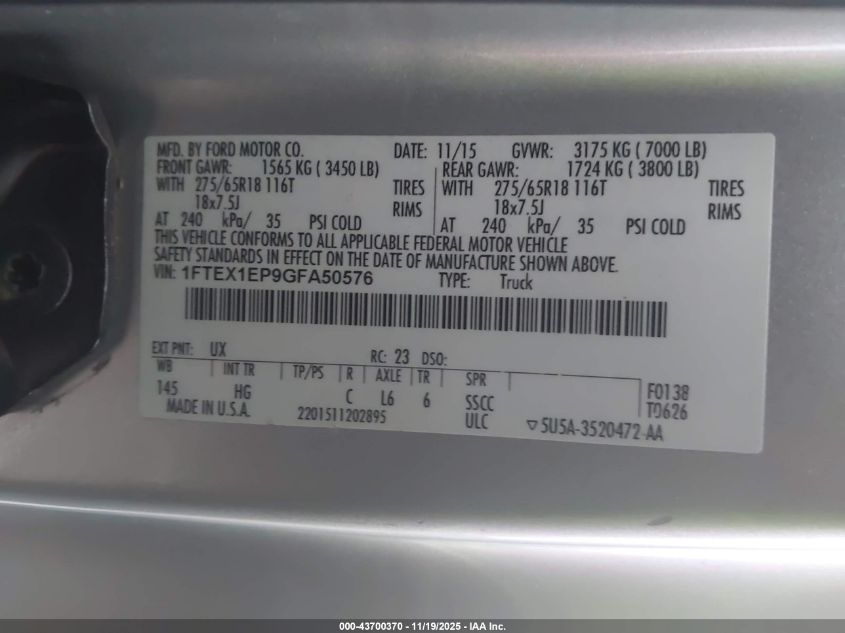 MFD. BY FORD MOTOR CO. DATE: 11/15 GVWR: 3175 KG ( 7000 LB)
FRONT GAWR: 1565 KG ( 3450 LB) REAR GAWR: 1724 KG ( 3800 LB)
WITH 275/65R18 116T TIRES WITH 275/65R18 116T TIRES
18x7.5J RIMS 18x7.5J RIMS
AT 240 kPa/ 35 PSI COLD AT 240 kPa/ 35 PSI COLD
THIS VEHICLE CONFORMS TO ALL APPLICABLE FEDERAL MOTOR VEHICLE
SAFETY STANDARDS IN EFFECT ON THE DATE OF MANUFACTURE SHOWN ABOVE.
VIN: 1FTEX1EP9GFA50576 TYPE: Truck
EXT PNT: UX RC: 23 DSO:
WB INT TR TP/PS R AXLE TR SPR
145 HG C L6 6 SSCC F0138
MADE IN U.S.A. 2201511202895 ULC T0626
▽5U5A-3520472-AA
000-43700370 - 11/19/2025 - IAA Inc.